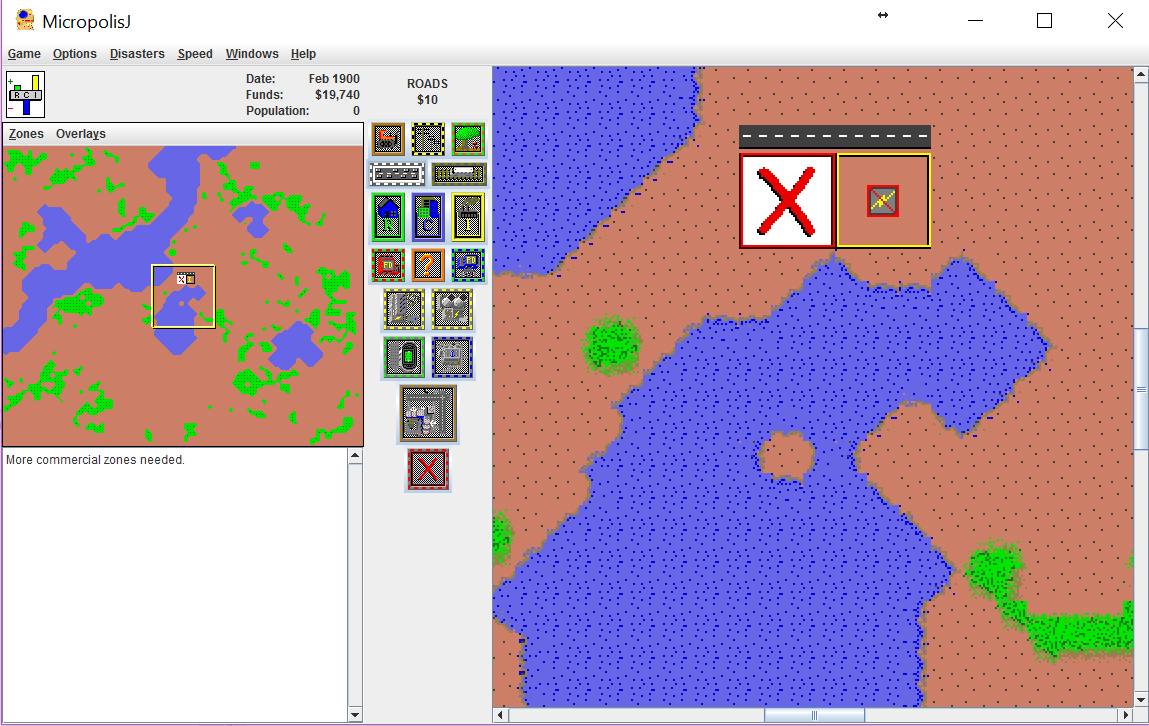 MicropolisJ
Game Options Disasters Speed Windows Help
R C I
Date: Feb 1900
Funds: $19,740
Population: 0
ROADS
$10
Zones Overlays
More commercial zones needed.